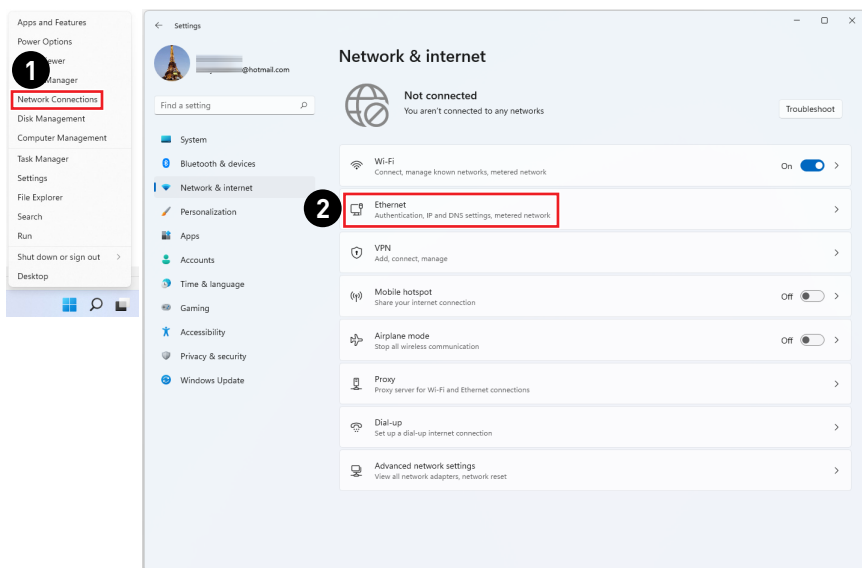 Apps and Features
Power Options
ewer
1
Manager
Network Connections
Disk Management
Computer Management
Task Manager
Settings
File Explorer
Search
Run
Shut down or sign out
Desktop
Settings
@hotmail.com
Find a setting
System
Bluetooth & devices
Network & internet
Personalization
Apps
Accounts
Time & language
Gaming
Accessibility
Privacy & security
Windows Update
Network & internet
Not connected
You aren't connected to any networks
Troubleshoot
Wi-Fi
Connect, manage known networks, metered network
On
2
Ethernet
Authentication, IP and DNS settings, metered network
VPN
Add, connect, manage
Mobile hotspot
Share your internet connection
Off
Airplane mode
Stop all wireless communication
Off
Proxy
Proxy server for Wi-Fi and Ethernet connections
Dial-up
Set up a dial-up internet connection
Advanced network settings
View all network adapters, network reset